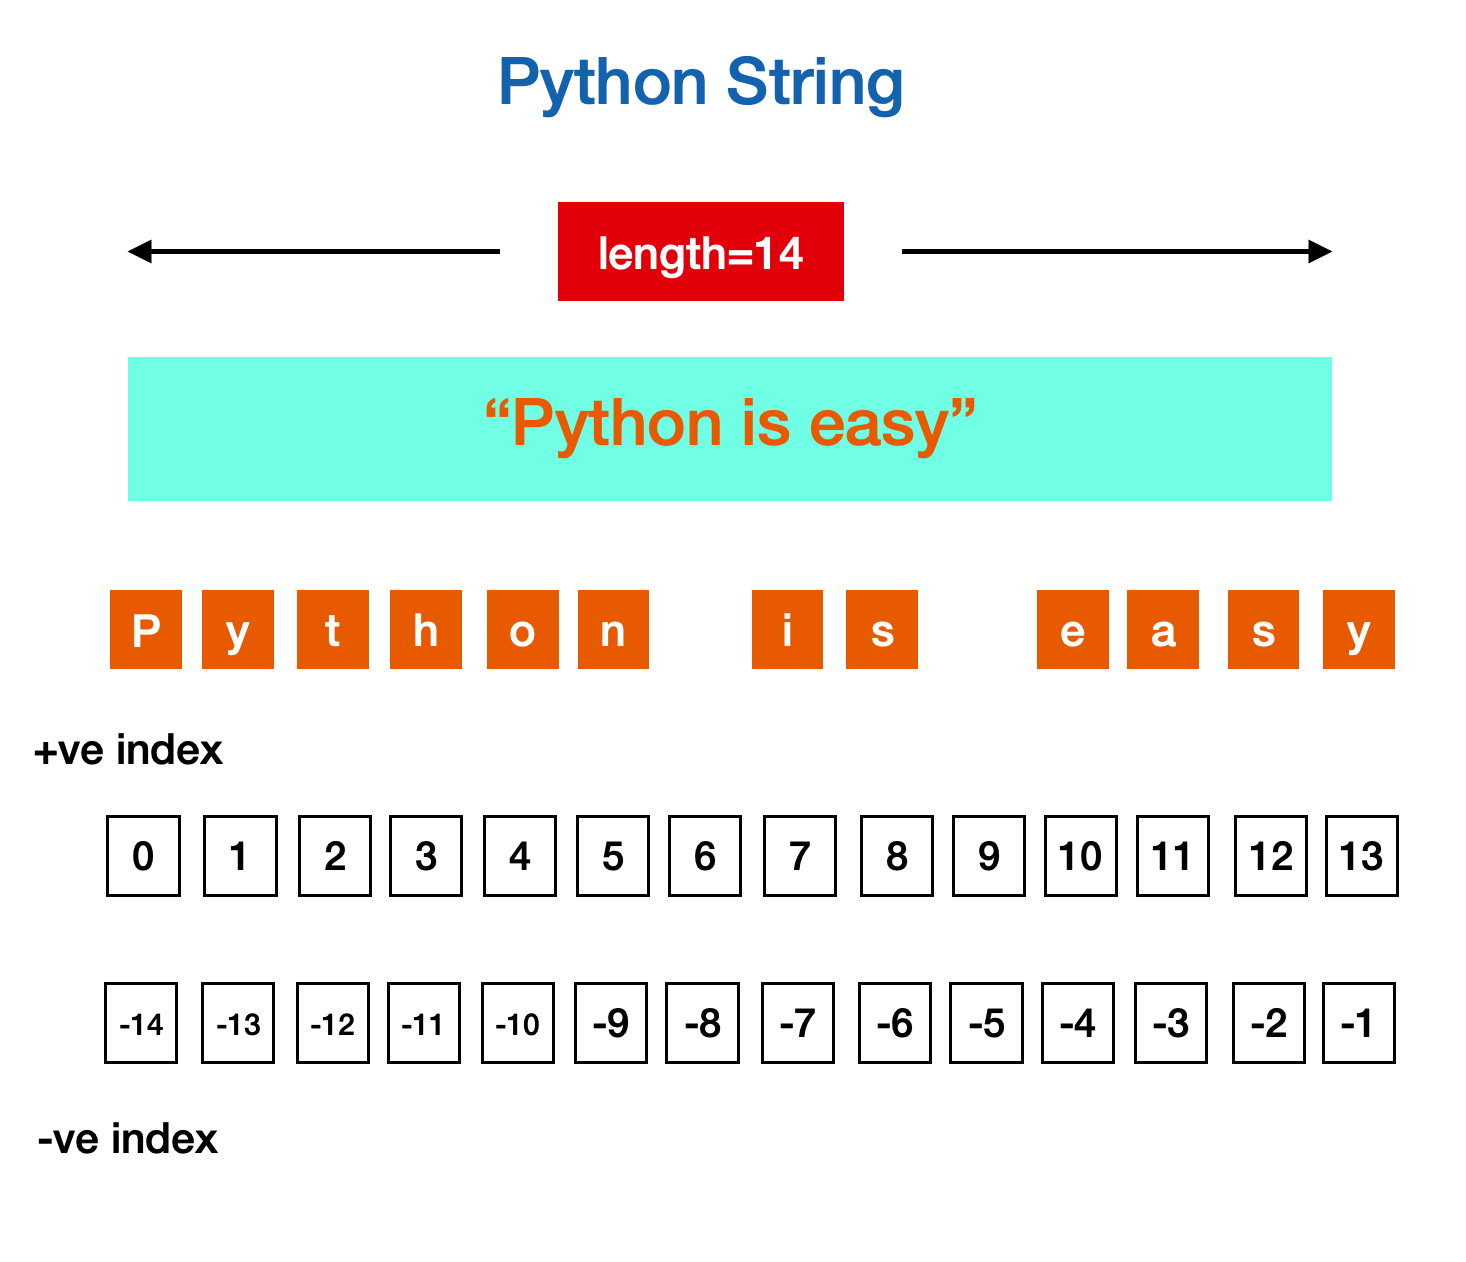 Python String
length=14
“Python is easy”
P y t h o n i s e a s y
+ve index
0 1 2 3 4 5 6 7 8 9 10 11 12 13
-14 -13 -12 -11 -10 -9 -8 -7 -6 -5 -4 -3 -2 -1
-ve index